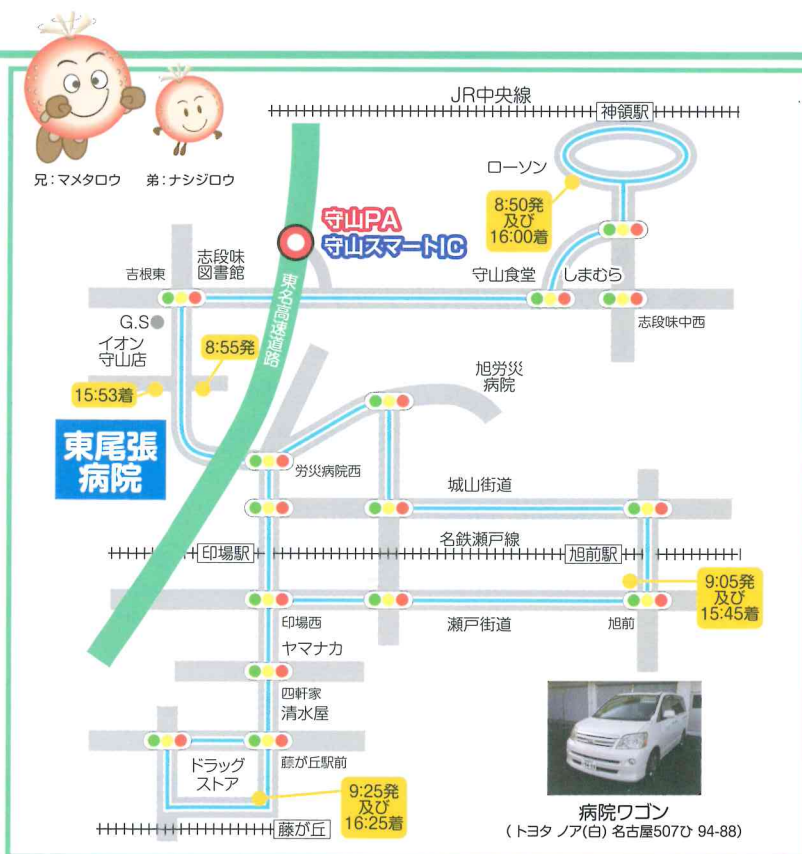 JR中央線
神領駅
兄：マメタロウ
弟：ナシジロウ
ローソン
8:50発
及び
16:00着
守山PA
守山スマートIC
吉根東
志段味
図書館
東名高速道路
守山食堂
しまむら
志段味中西
G.S
イオン
守山店
8:55発
15:53着
旭労災
病院
東尾張
病院
労災病院西
城山街道
名鉄瀬戸線
印場駅
旭前駅
9:05発
及び
15:45着
印場西
瀬戸街道
旭前
ヤマナカ
四軒家
清水屋
ドラッグ
ストア
藤が丘駅前
9:25発
及び
16:25着
藤が丘
病院ワゴン
(トヨタ ノア(白) 名古屋507ひ 94-88)